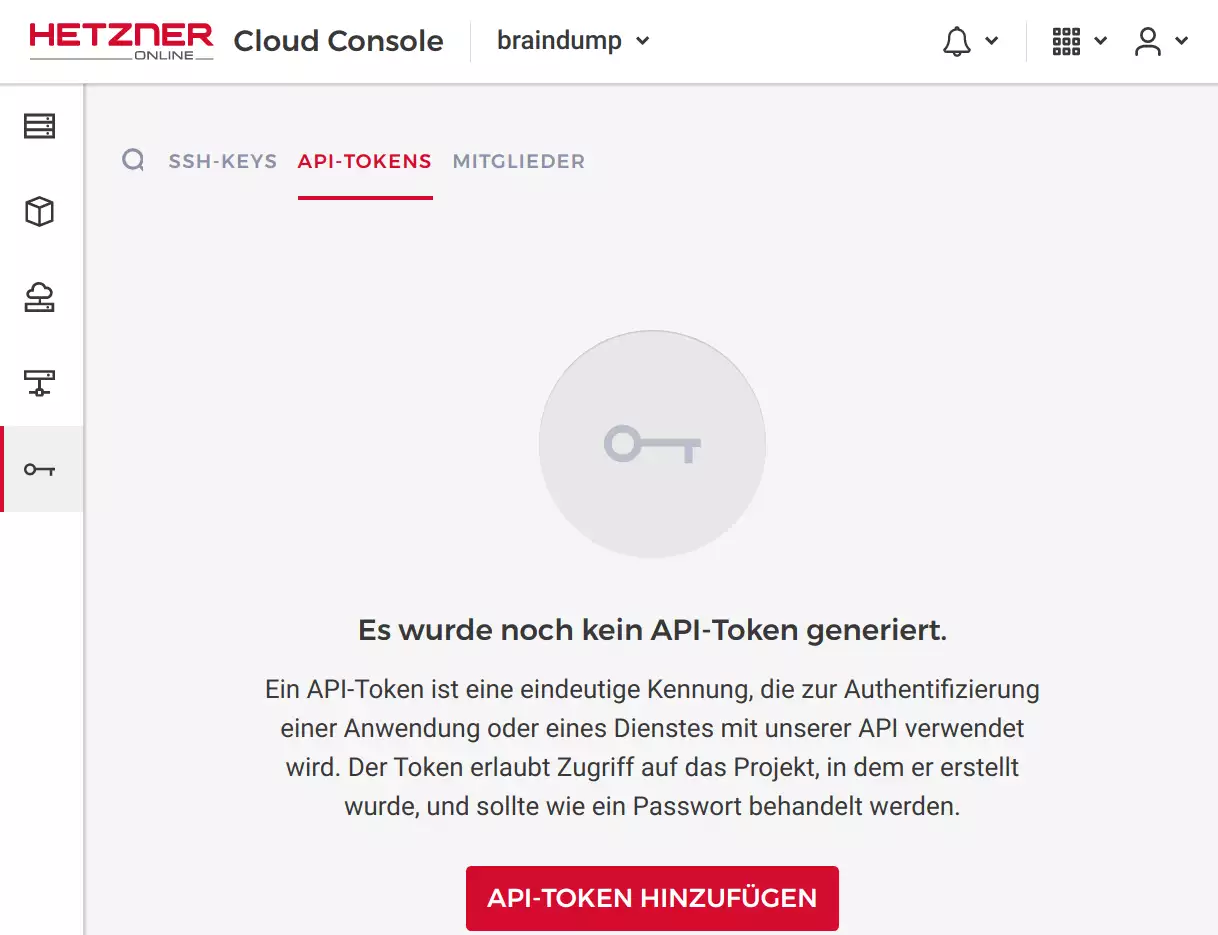 HETZNER
ONLINE
Cloud Console
braindump
SSH-KEYS
API-TOKENS
MITGLIEDER
Es wurde noch kein API-Token generiert.
Ein API-Token ist eine eindeutige Kennung, die zur Authentifizierung
einer Anwendung oder eines Dienstes mit unserer API verwendet
wird. Der Token erlaubt Zugriff auf das Projekt, in dem er erstellt
wurde, und sollte wie ein Passwort behandelt werden.
API-TOKEN HINZUFÜGEN